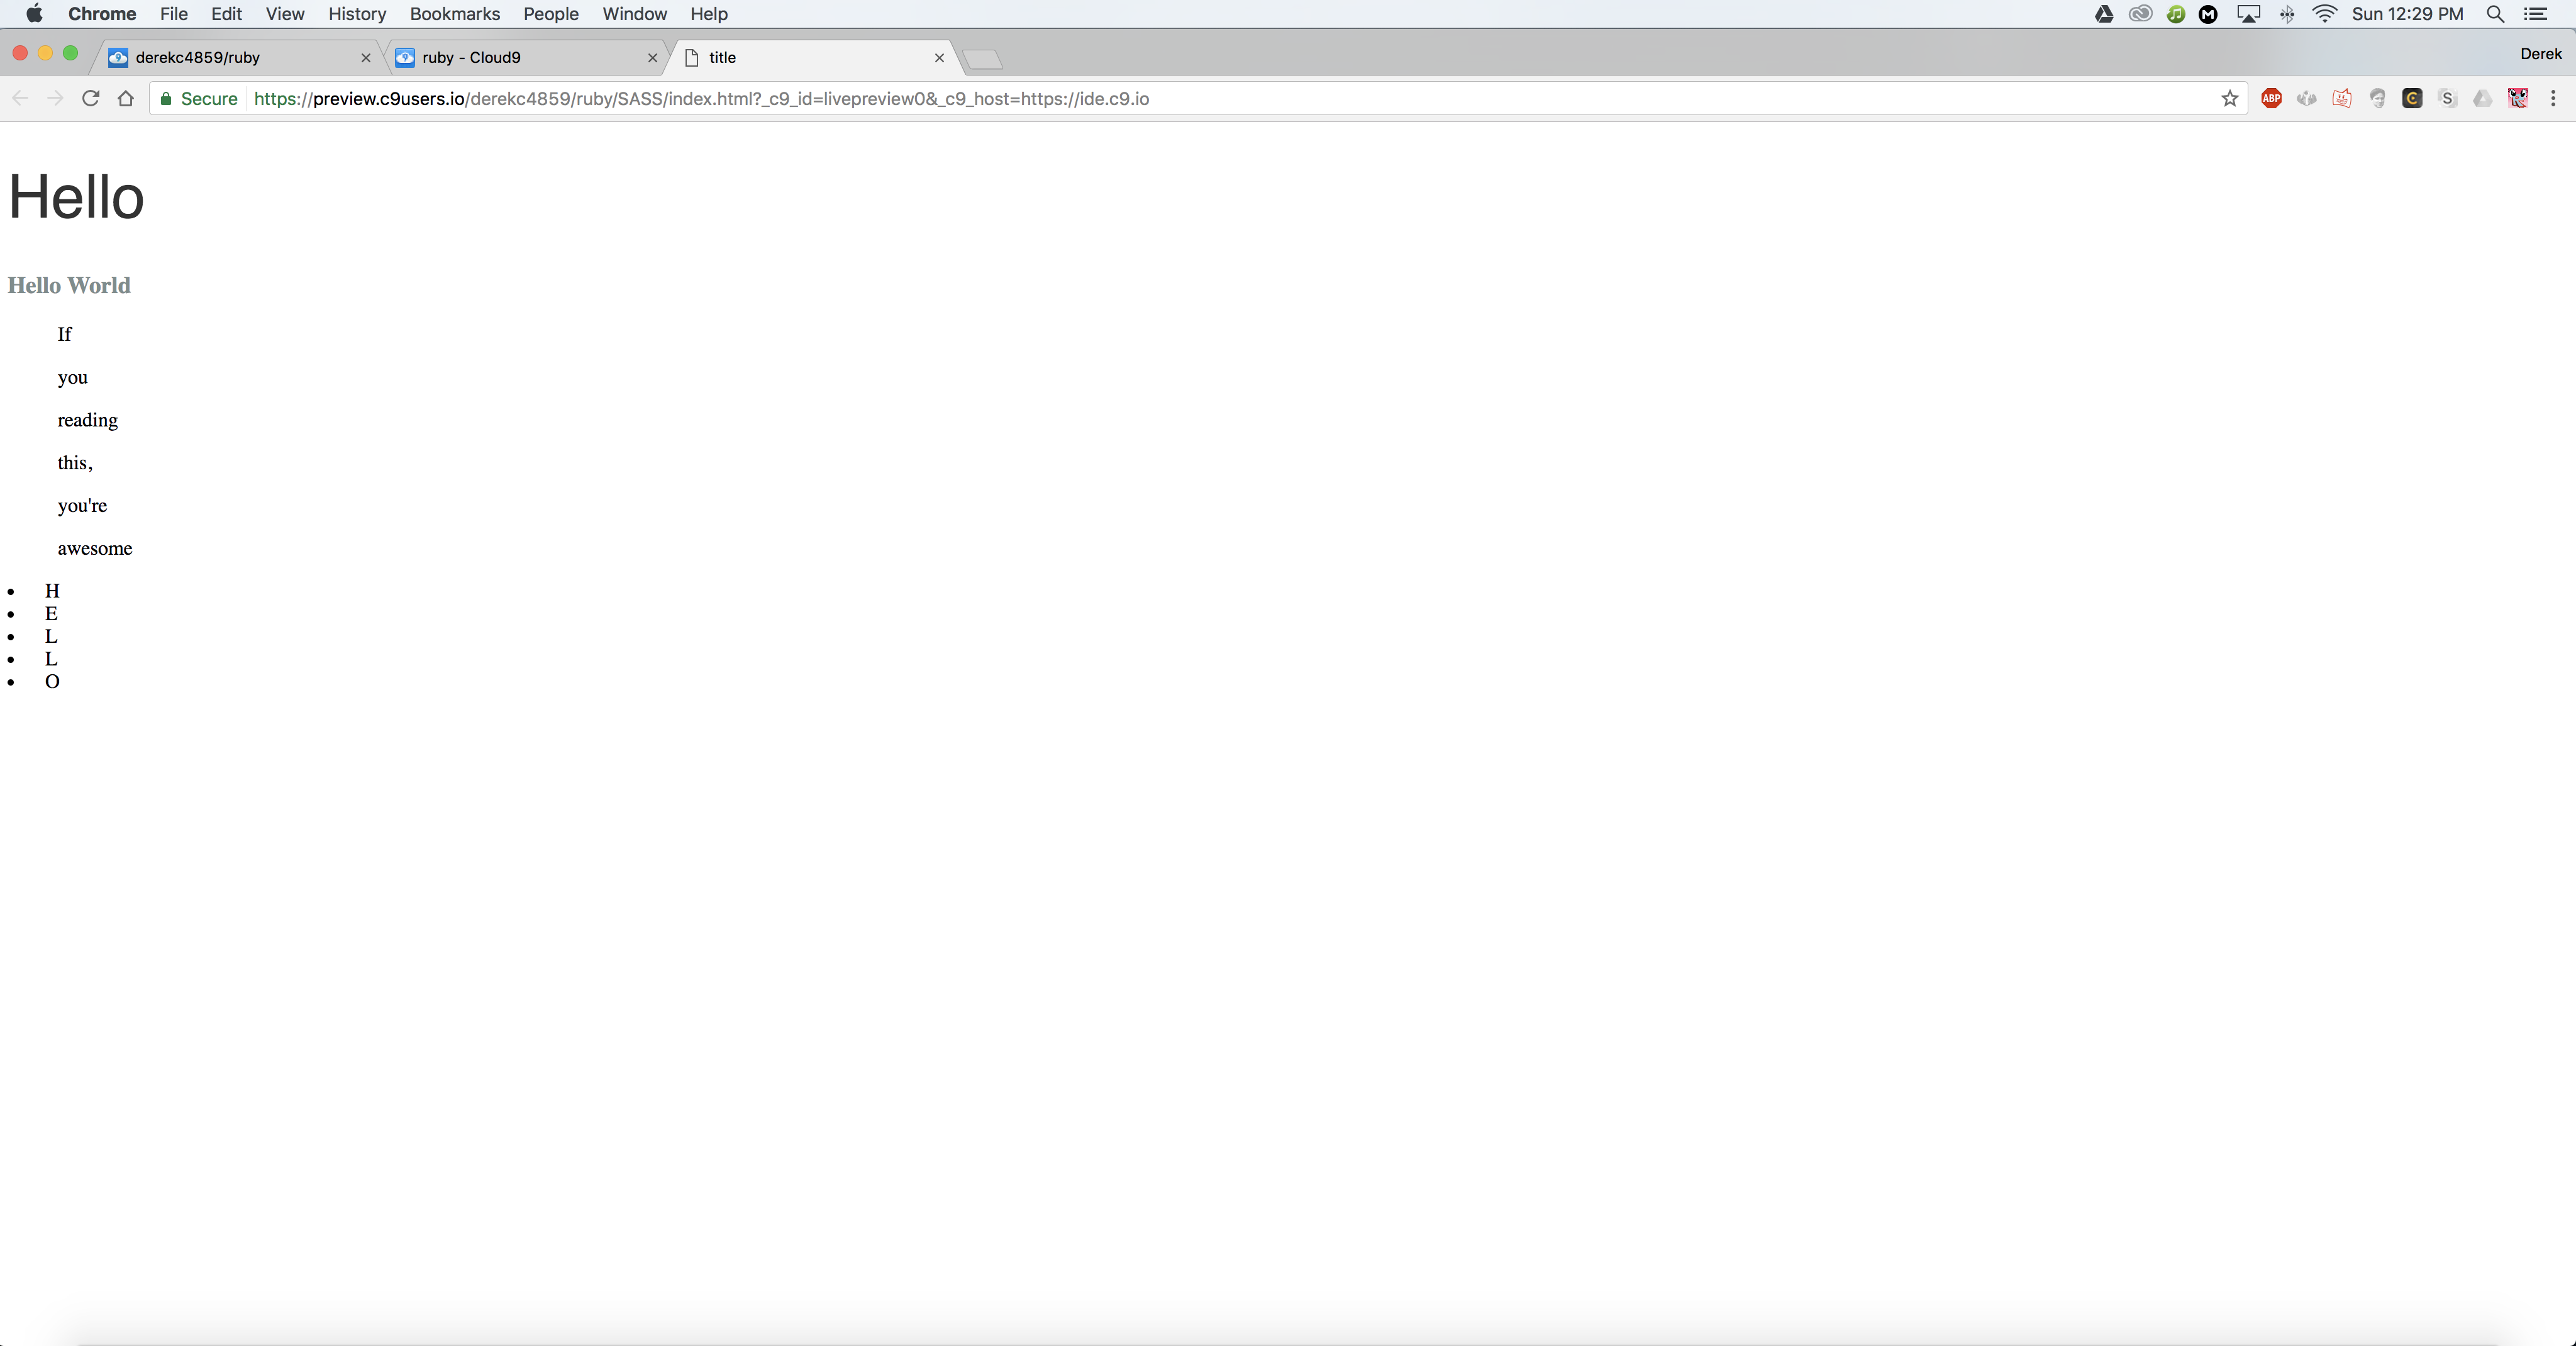 Chrome File Edit View History Bookmarks People Window Help Sun 12:29 PM
derekc4859/ruby ruby - Cloud9 title Derek
Secure https://preview.c9users.io/derekc4859/ruby/SASS/index.html?_c9_id=livepreview0&_c9_host=https://ide.c9.io ABP C S
Hello
Hello World
If
you
reading
this,
you're
awesome
• H
• E
• L
• L
• O